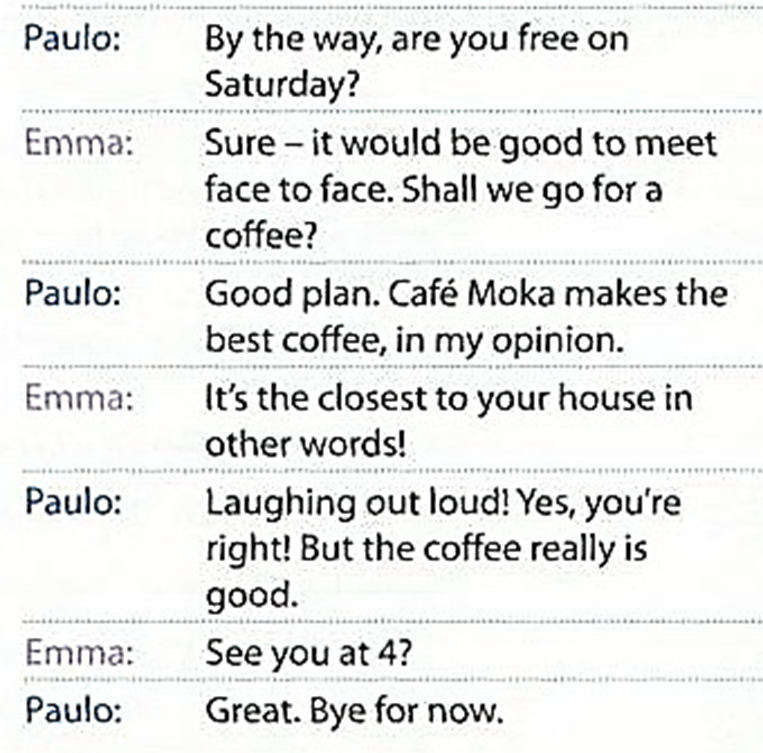 Paulo: By the way, are you free on
Saturday?
Emma: Sure – it would be good to meet
face to face. Shall we go for a
coffee?
Paulo: Good plan. Café Moka makes the
best coffee, in my opinion.
Emma: It's the closest to your house in
other words!
Paulo: Laughing out loud! Yes, you're
right! But the coffee really is
good.
Emma: See you at 4?
Paulo: Great. Bye for now.